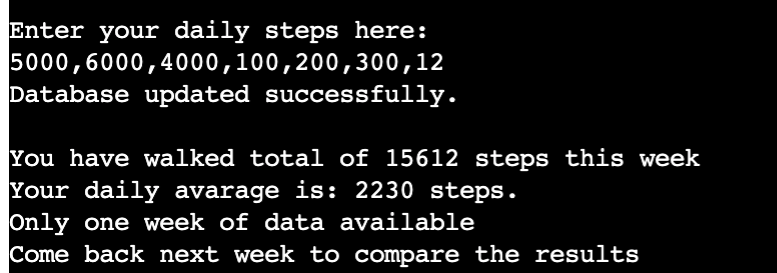 Enter your daily steps here:
5000,6000,4000,100,200,300,12
Database updated successfully.
You have walked total of 15612 steps this week
Your daily avarage is: 2230 steps.
Only one week of data available
Come back next week to compare the results